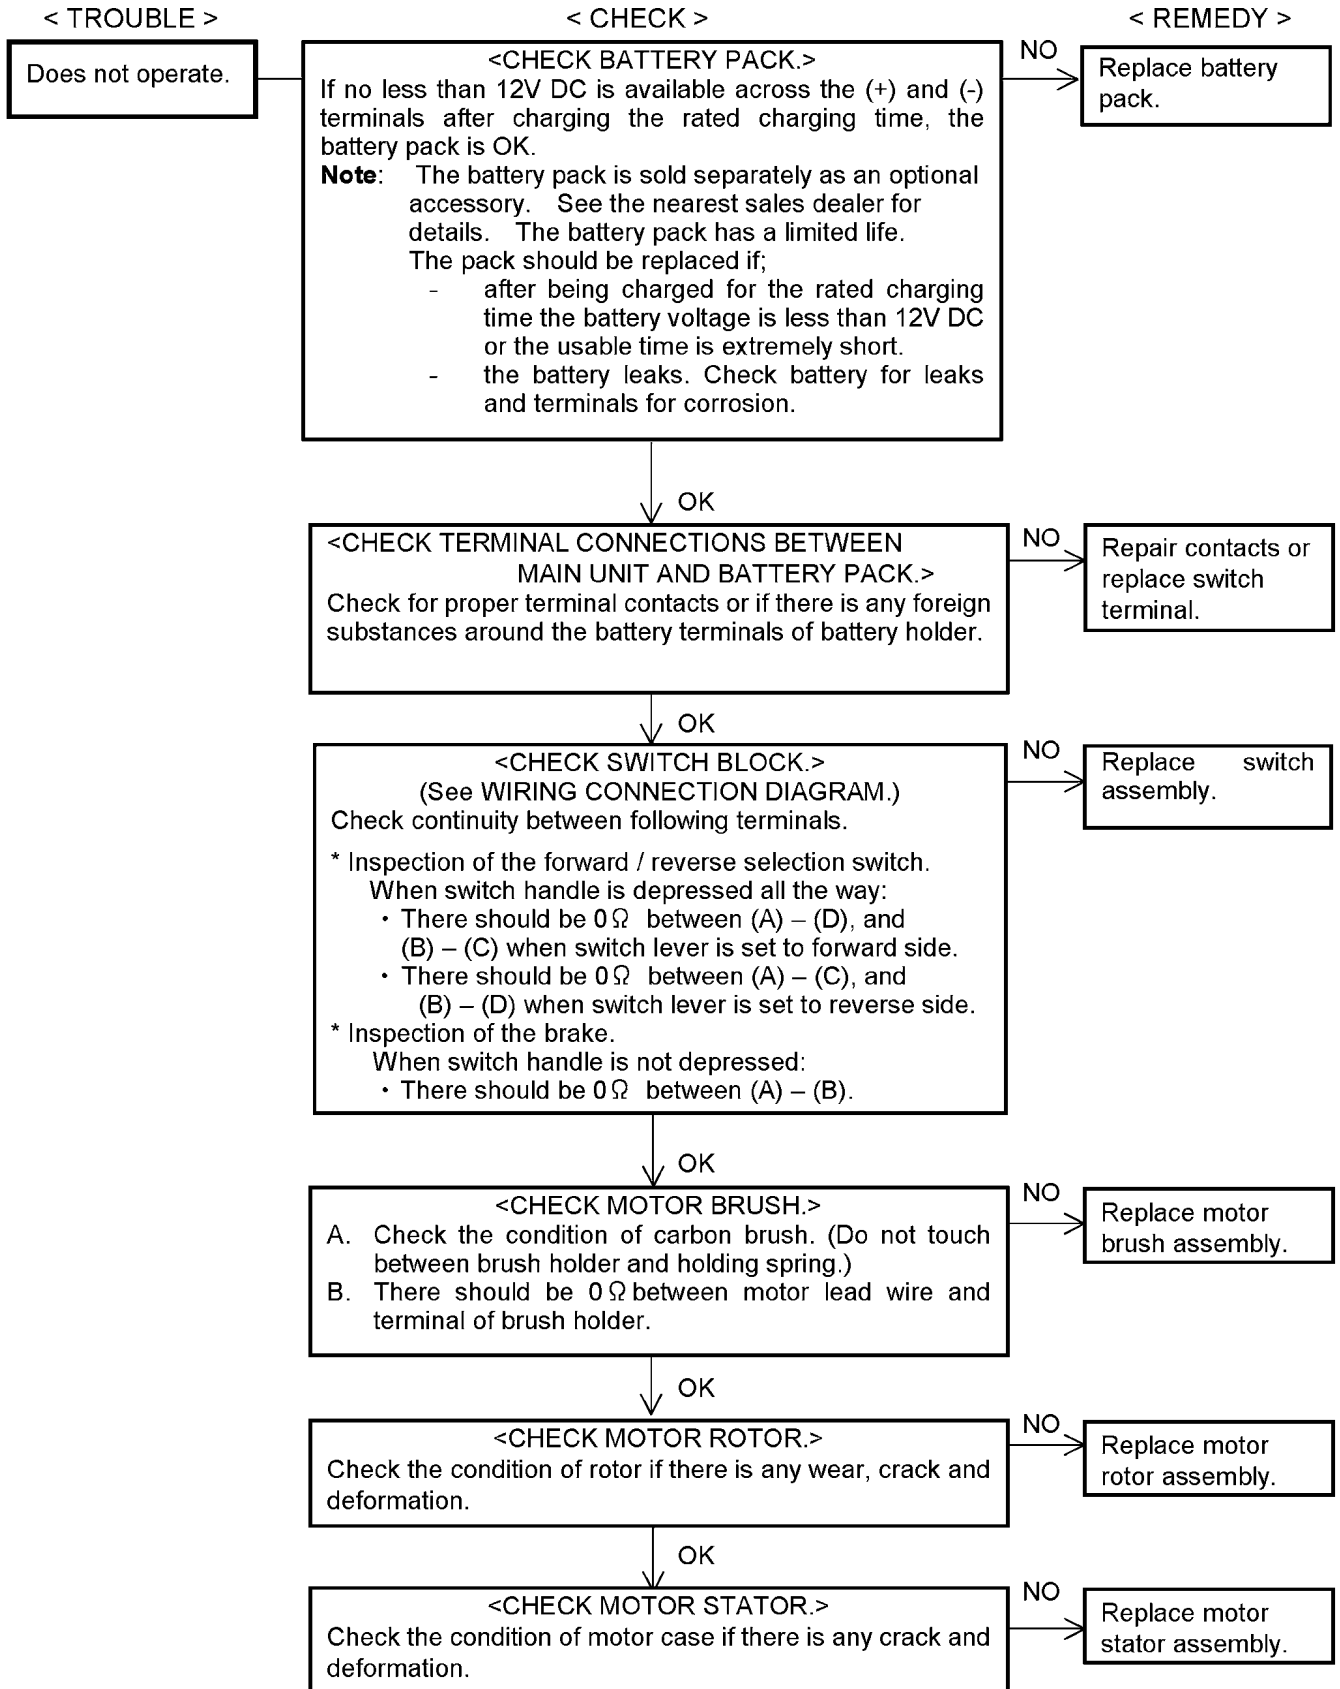 < TROUBLE >
< CHECK >
< REMEDY >
Does not operate.
<CHECK BATTERY PACK.>
If no less than 12V DC is available across the (+) and (-)
terminals after charging the rated charging time, the
battery pack is OK.
Note: The battery pack is sold separately as an optional
accessory. See the nearest sales dealer for
details. The battery pack has a limited life.
The pack should be replaced if;
- after being charged for the rated charging
time the battery voltage is less than 12V DC
or the usable time is extremely short.
- the battery leaks. Check battery for leaks
and terminals for corrosion.
NO
Replace battery
pack.
OK
<CHECK TERMINAL CONNECTIONS BETWEEN
MAIN UNIT AND BATTERY PACK.>
Check for proper terminal contacts or if there is any foreign
substances around the battery terminals of battery holder.
NO
Repair contacts or
replace switch
terminal.
OK
<CHECK SWITCH BLOCK.>
(See WIRING CONNECTION DIAGRAM.)
Check continuity between following terminals.
* Inspection of the forward / reverse selection switch.
When switch handle is depressed all the way:
・There should be 0Ω between (A) – (D), and
(B) – (C) when switch lever is set to forward side.
・There should be 0Ω between (A) – (C), and
(B) – (D) when switch lever is set to reverse side.
* Inspection of the brake.
When switch handle is not depressed:
・There should be 0Ω between (A) – (B).
NO
Replace switch
assembly.
OK
<CHECK MOTOR BRUSH.>
A. Check the condition of carbon brush. (Do not touch
between brush holder and holding spring.)
B. There should be 0Ω between motor lead wire and
terminal of brush holder.
NO
Replace motor
brush assembly.
OK
<CHECK MOTOR ROTOR.>
Check the condition of rotor if there is any wear, crack and
deformation.
NO
Replace motor
rotor assembly.
OK
<CHECK MOTOR STATOR.>
Check the condition of motor case if there is any crack and
deformation.
NO
Replace motor
stator assembly.